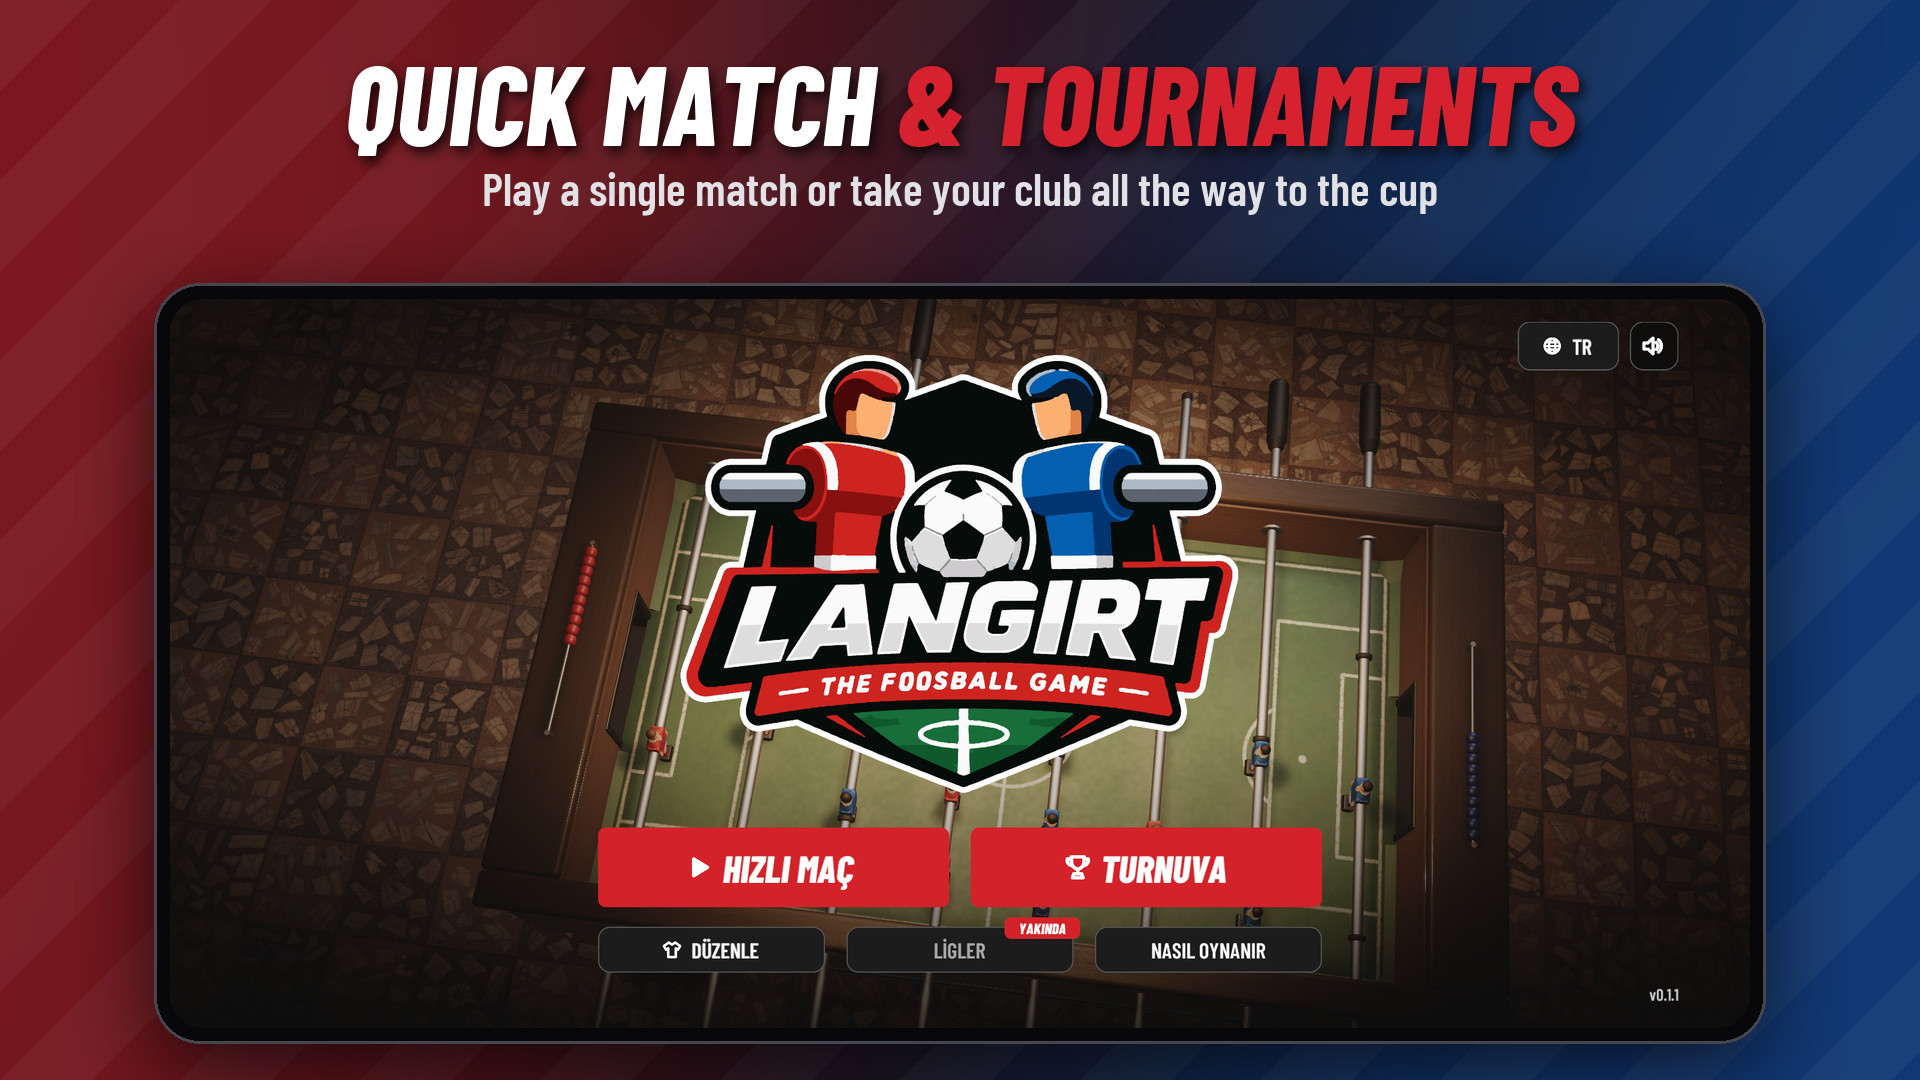 QUICK MATCH & TOURNAMENTS
Play a single match or take your club all the way to the cup
TR
LANGIRT
THE FOOSBALL GAME
HIZLI MAÇ
TURNUVA
YAKINDA
DÜZENLE
LİGLER
NASIL OYNANIR
v0.1.1